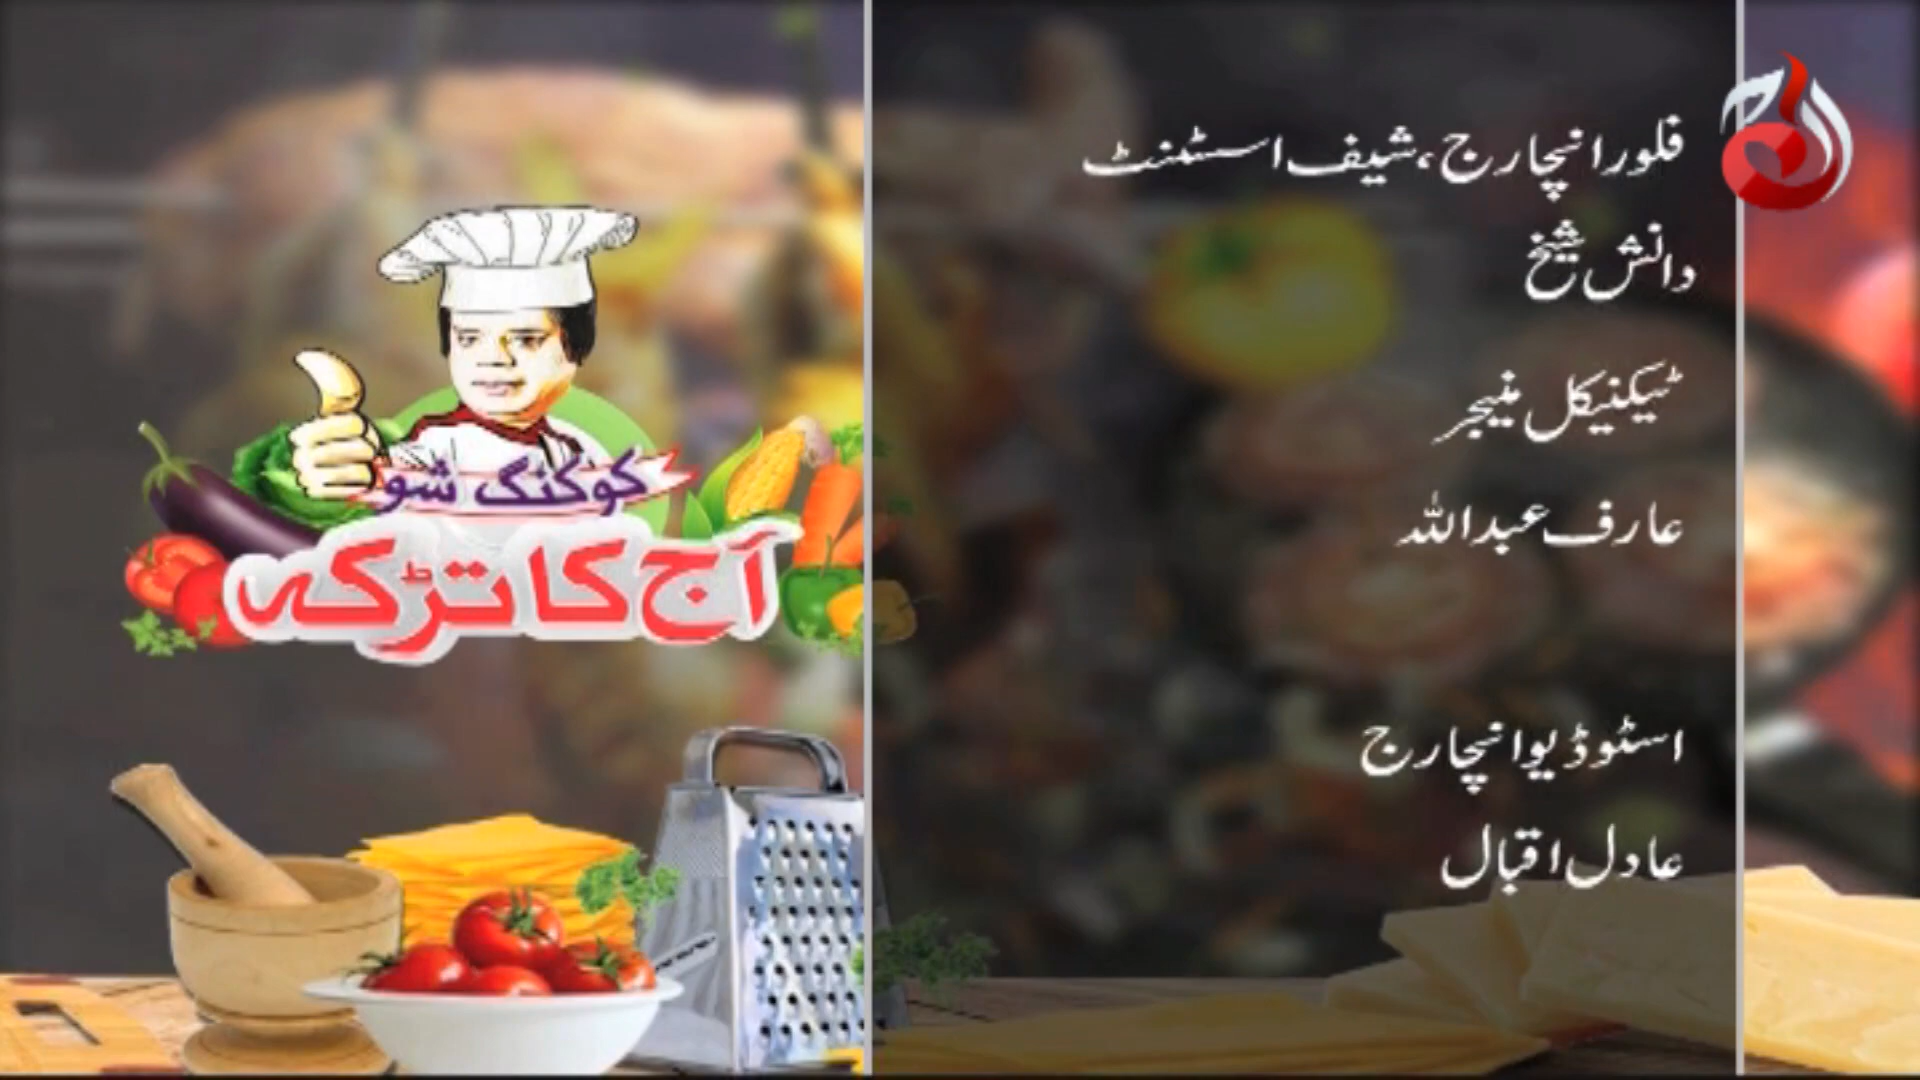 کوکنگ شو
آج کا تڑکہ
فلور انچارج، شیف اسسٹنٹ
دانش شیخ
ٹیکنیکل منیجر
عارف عبداللہ
اسٹوڈیو انچارج
عادل اقبال
آج